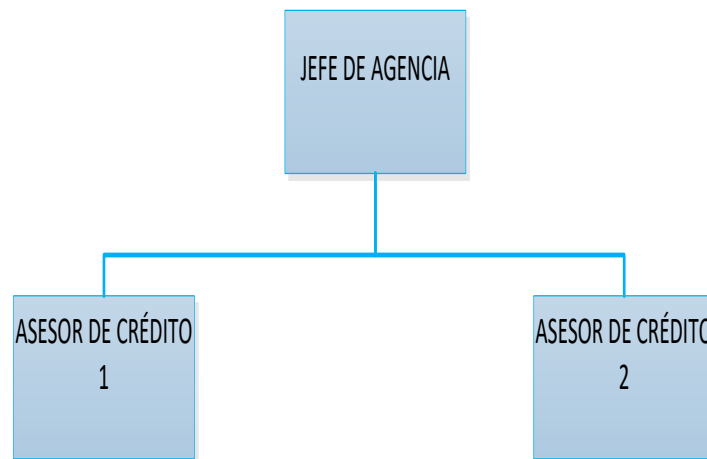 JEFE DE AGENCIA
ASESOR DE CRÉDITO
1
ASESOR DE CRÉDITO
2